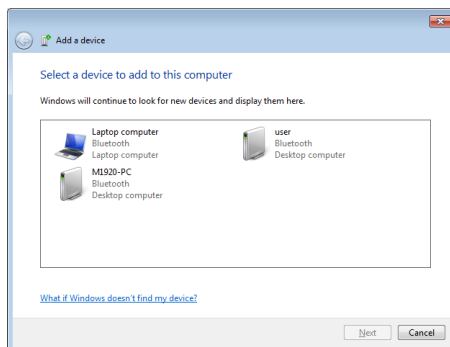 Add a device
Select a device to add to this computer
Windows will continue to look for new devices and display them here.
Laptop computer
Bluetooth
Laptop computer
user
Bluetooth
Desktop computer
M1920-PC
Bluetooth
Desktop computer
What if Windows doesn't find my device?
Next
Cancel